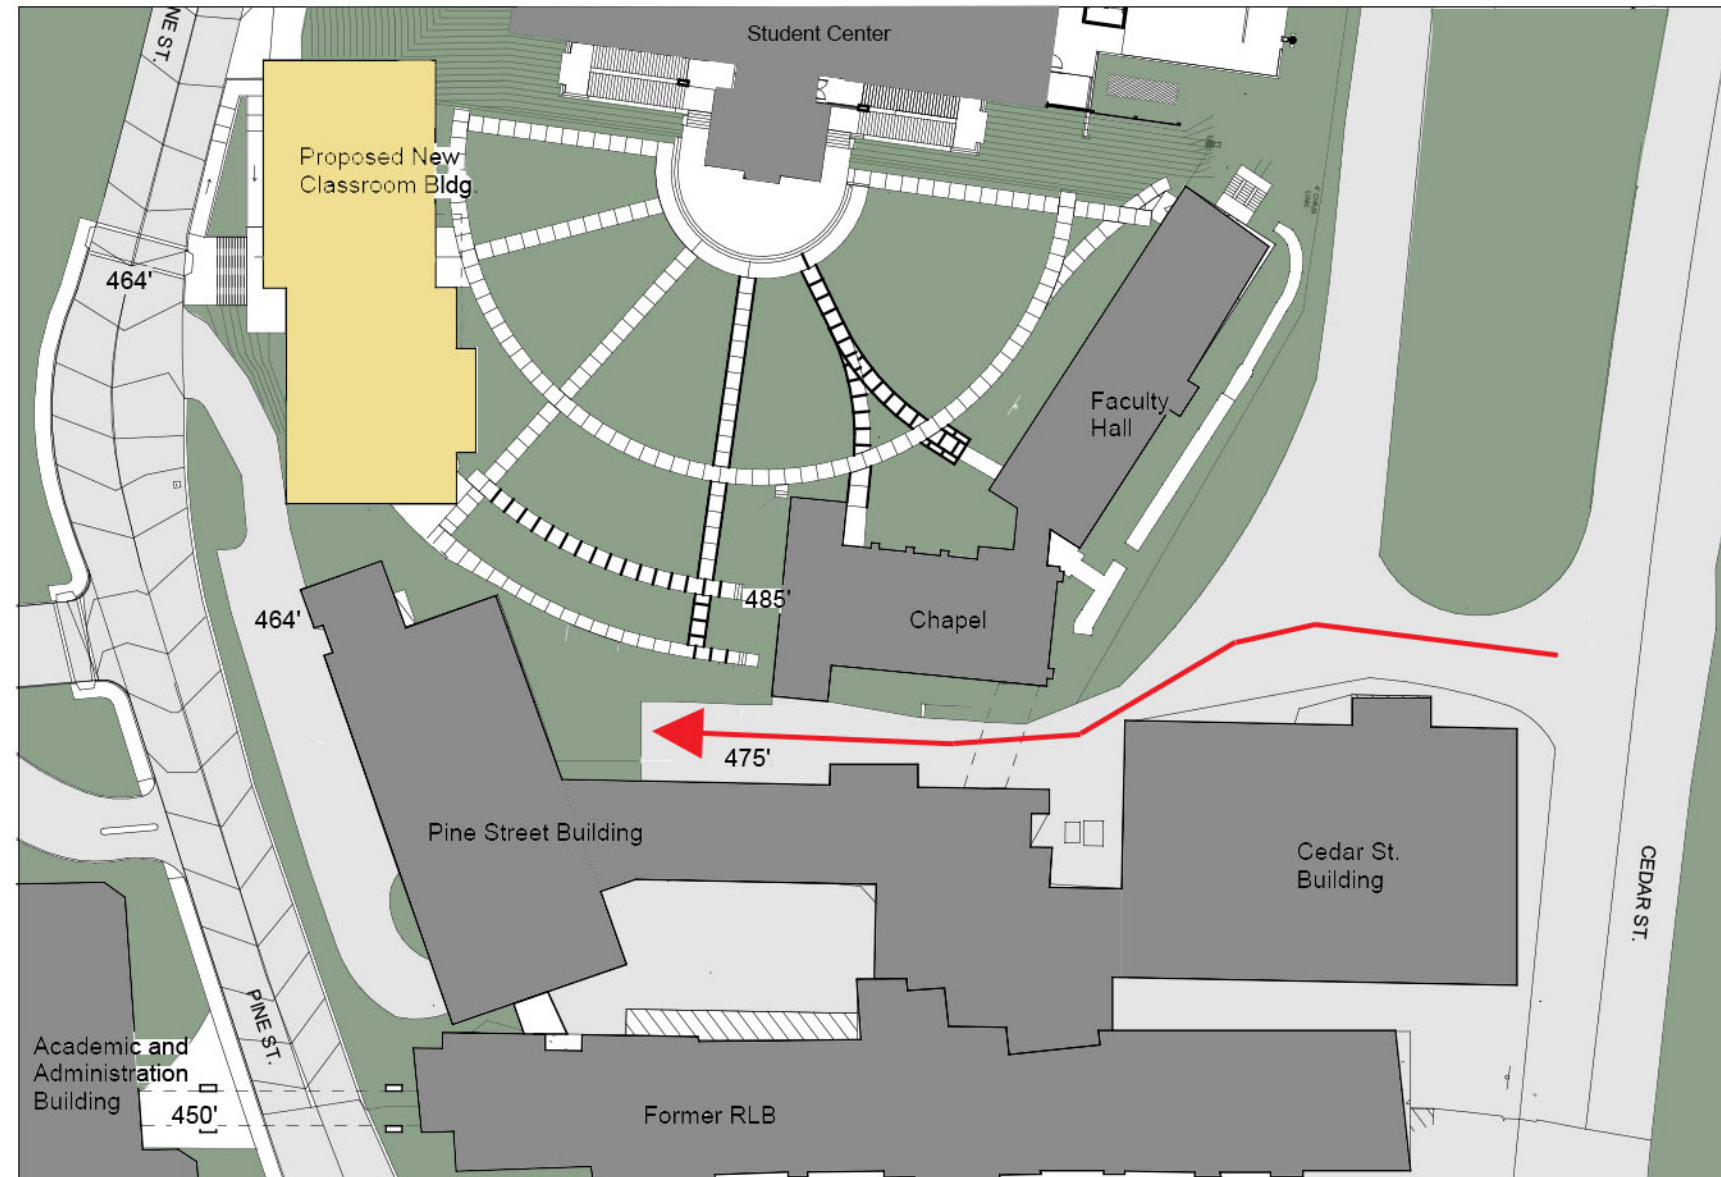 NE ST.
Student Center
Proposed New
Classroom Bldg.
464'
Faculty
Hall
464'
485'
Chapel
475'
Pine Street Building
Cedar St.
Building
CEDAR ST.
PINE ST.
Academic and
Administration
Building
450'
Former RLB